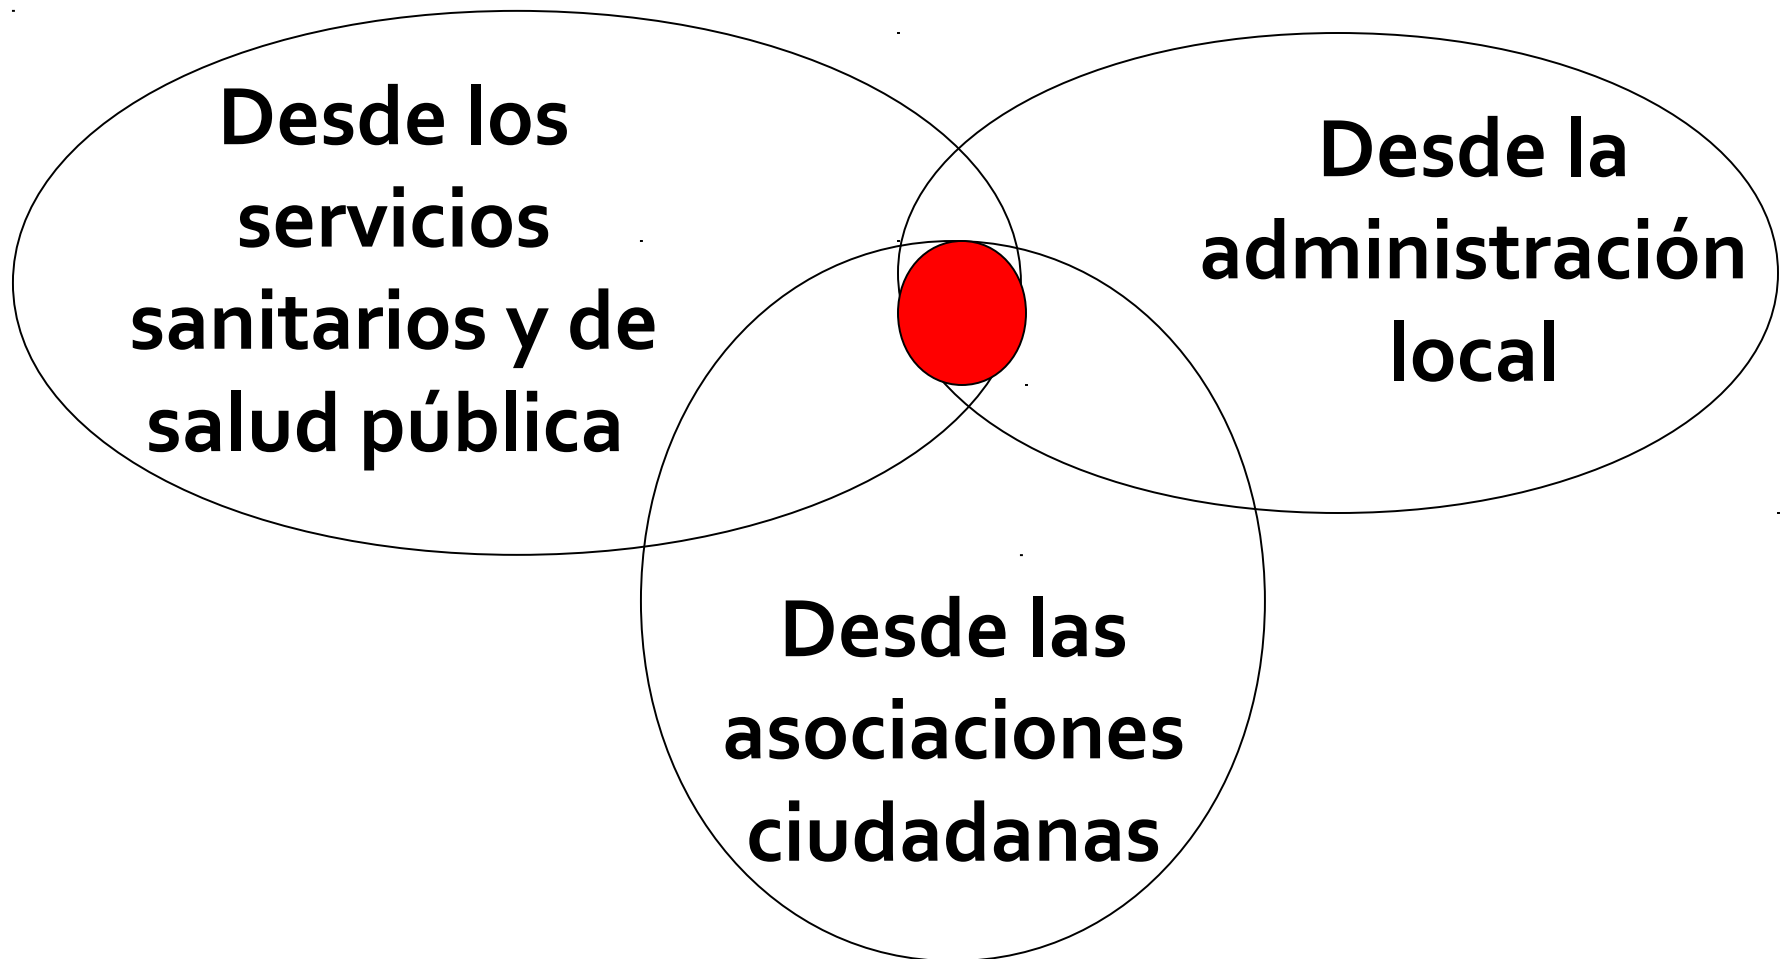 Desde los
servicios
sanitarios y de
salud pública
Desde la
administración
local
Desde las
asociaciones
ciudadanas